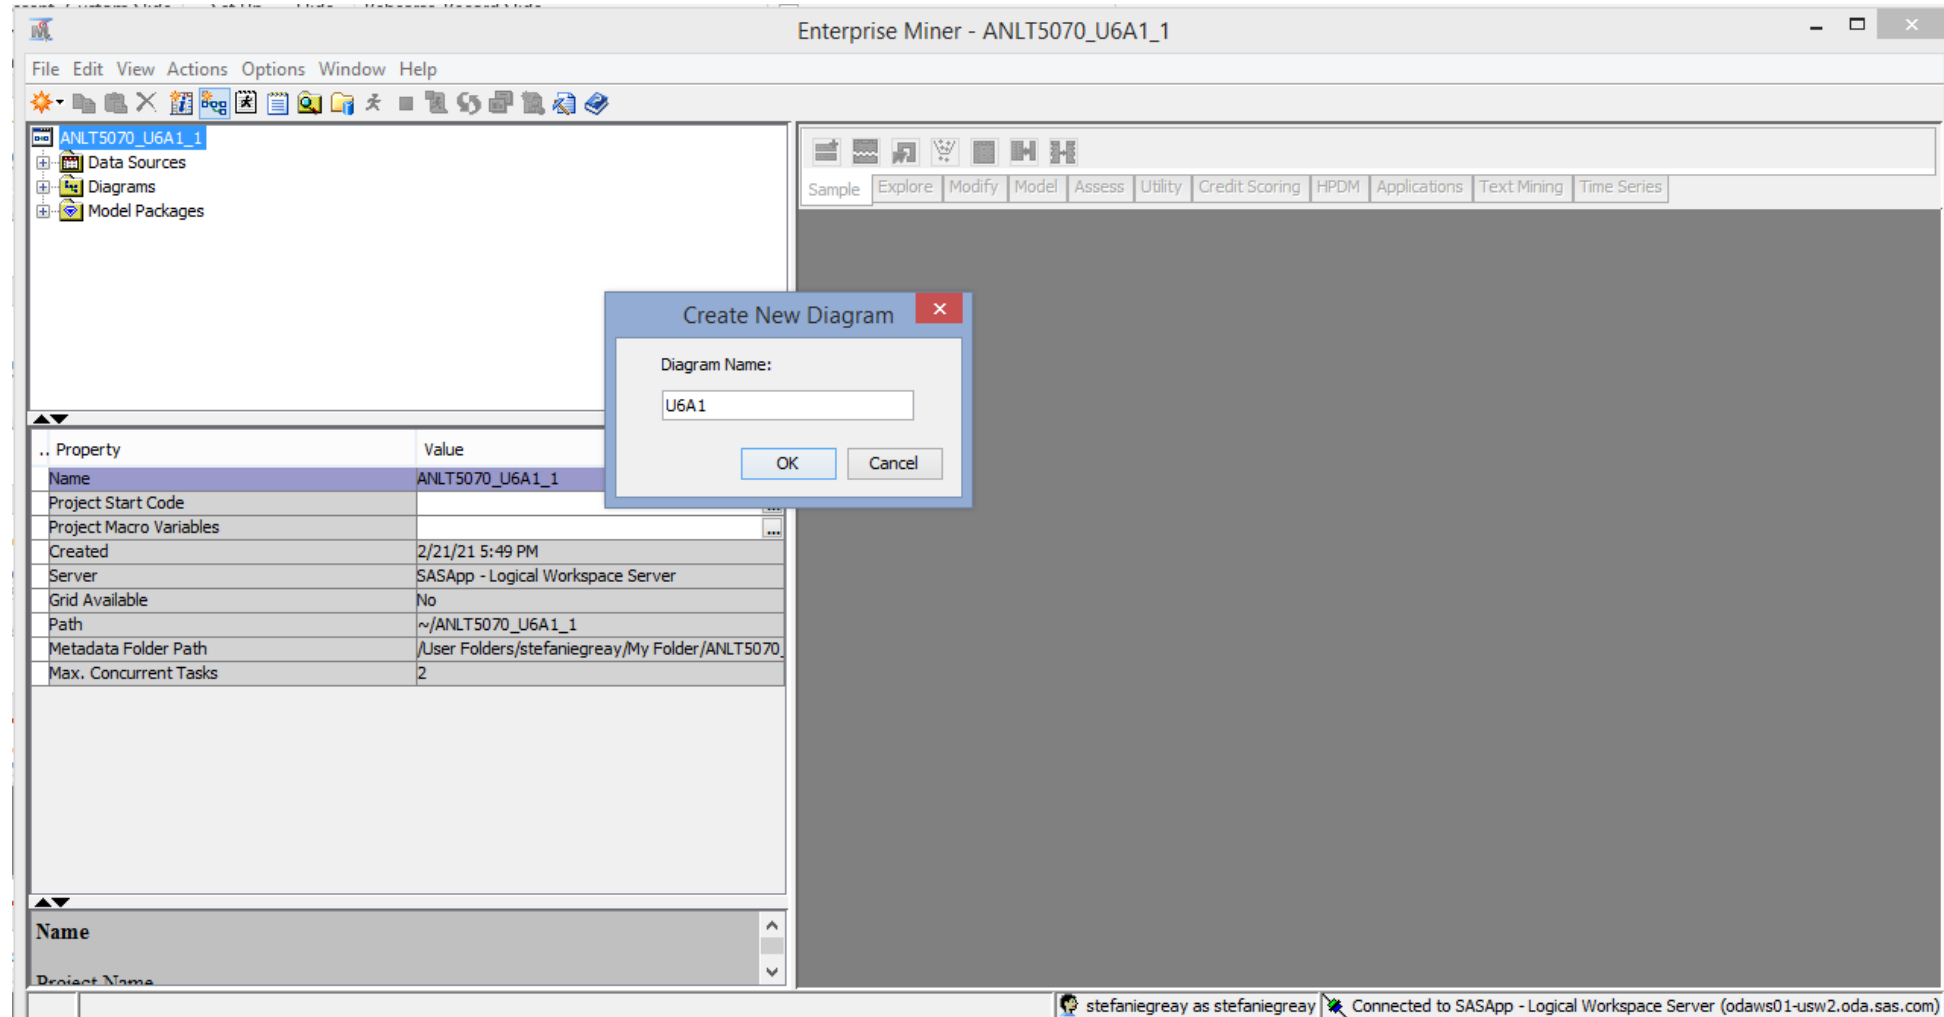 Enterprise Miner - ANLT5070_U6A1_1
File Edit View Actions Options Window Help
ANLT5070_U6A1_1
Data Sources
Diagrams
Model Packages
Sample Explore Modify Model Assess Utility Credit Scoring HPDM Applications Text Mining Time Series
Create New Diagram
Diagram Name:
U6A1
OK Cancel
.. Property Value
Name ANLT5070_U6A1_1
Project Start Code ...
Project Macro Variables ...
Created 2/21/21 5:49 PM
Server SASApp - Logical Workspace Server
Grid Available No
Path ~/ANLT5070_U6A1_1
Metadata Folder Path /User Folders/stefaniegreay/My Folder/ANLT5070_
Max. Concurrent Tasks 2
Name
Project Name
stefaniegreay as stefaniegreay Connected to SASApp - Logical Workspace Server (odaws01-usw2.oda.sas.com)